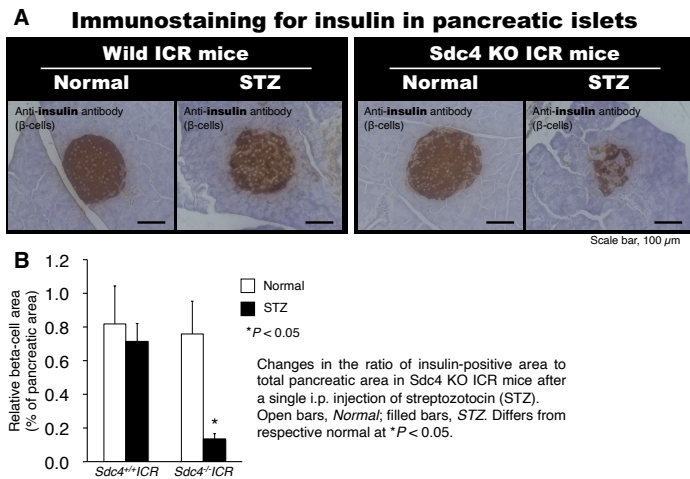 A
Immunostaining for insulin in pancreatic islets
Wild ICR mice
Normal
STZ
Anti-insulin antibody
(β-cells)
Anti-insulin antibody
(β-cells)
Sdc4 KO ICR mice
Normal
STZ
Anti-insulin antibody
(β-cells)
Anti-insulin antibody
(β-cells)
Scale bar, 100 µm
B
Relative beta-cell area
(% of pancreatic area)
1.2
1.0
0.8
0.6
0.4
0.2
0.0
*
Sdc4+/+ICR
Sdc4-/-ICR
Normal
STZ
*P < 0.05
Changes in the ratio of insulin-positive area to
total pancreatic area in Sdc4 KO ICR mice after
a single i.p. injection of streptozotocin (STZ).
Open bars, Normal; filled bars, STZ. Differs from
respective normal at *P < 0.05.